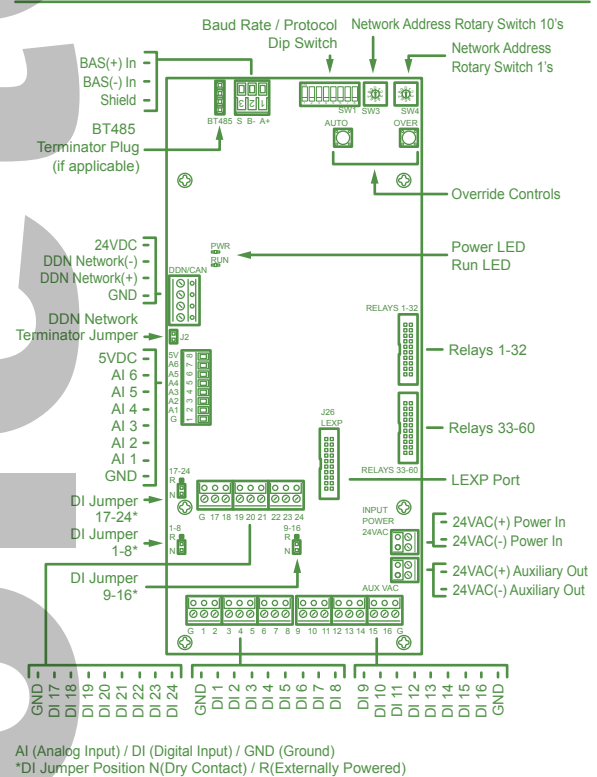 Baud Rate / Protocol
Dip Switch
Network Address Rotary Switch 10's
Network Address
Rotary Switch 1's
BAS(+) In
BAS(-) In
Shield
BT485
Terminator Plug
(if applicable)
BT485
3 2 1
S B- A+
SW1
SW3
SW4
AUTO
OVER
Override Controls
24VDC
DDN Network(-)
DDN Network(+)
GND
PWR
RUN
Power LED
Run LED
DDN/CAN
DDN Network
Terminator Jumper
J2
5VDC
AI 6
AI 5
AI 4
AI 3
AI 2
AI 1
GND
5V 8
A6 7
A5 6
A4 5
A3 4
A2 3
A1 2
G 1
RELAYS 1-32
Relays 1-32
Relays 33-60
RELAYS 33-60
J26
LEXP
LEXP Port
17-24
R
N
DI Jumper
17-24*
DI Jumper
1-8*
DI Jumper
9-16*
G 17 18 19 20 21 22 23 24
1-8
R
N
9-16
R
N
INPUT
POWER
24VAC
24VAC(+) Power In
24VAC(-) Power In
24VAC(+) Auxiliary Out
24VAC(-) Auxiliary Out
AUX VAC
G 1 2 3 4 5 6 7 8 9 10 11 12 13 14 15 16 G
GND
DI 17
DI 18
DI 19
DI 20
DI 21
DI 22
DI 23
DI 24
GND
DI 1
DI 2
DI 3
DI 4
DI 5
DI 6
DI 7
DI 8
DI 9
DI 10
DI 11
DI 12
DI 13
DI 14
DI 15
DI 16
GND
AI (Analog Input) / DI (Digital Input) / GND (Ground)
*DI Jumper Position N(Dry Contact) / R(Externally Powered)